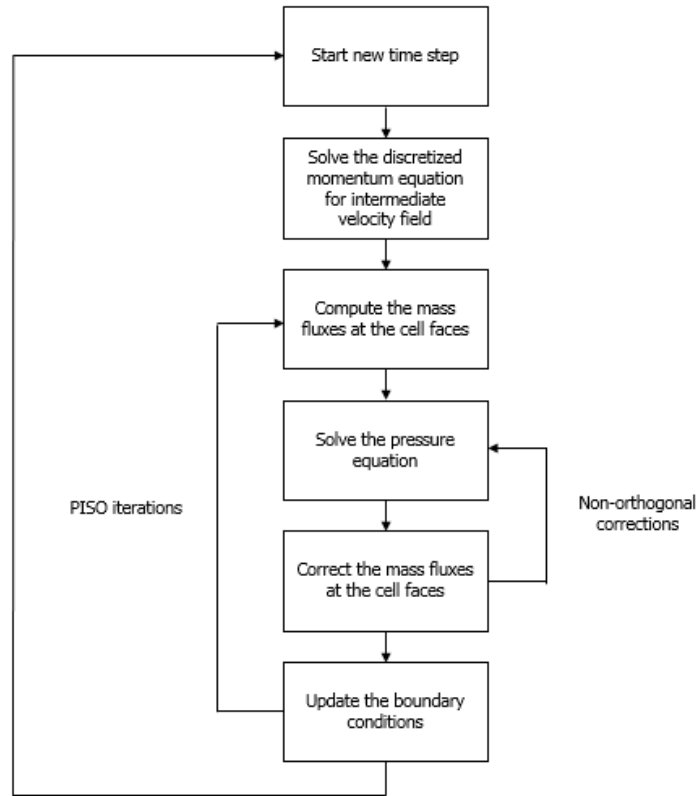 Start new time step
Solve the discretized
momentum equation
for intermediate
velocity field
Compute the mass
fluxes at the cell faces
Solve the pressure
equation
PISO iterations
Non-orthogonal
corrections
Correct the mass fluxes
at the cell faces
Update the boundary
conditions